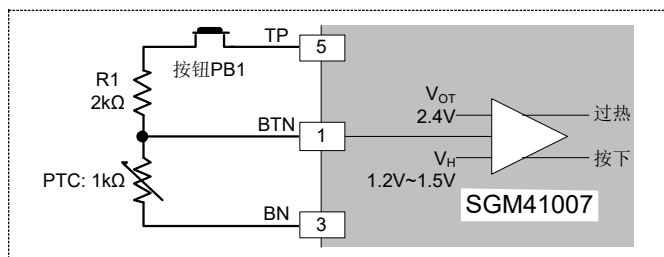 TP
5
按钮PB1
R1
2kΩ
V_OT
2.4V
过热
BTN
1
V_H
1.2V~1.5V
按下
PTC: 1kΩ
SGM41007
BN
3